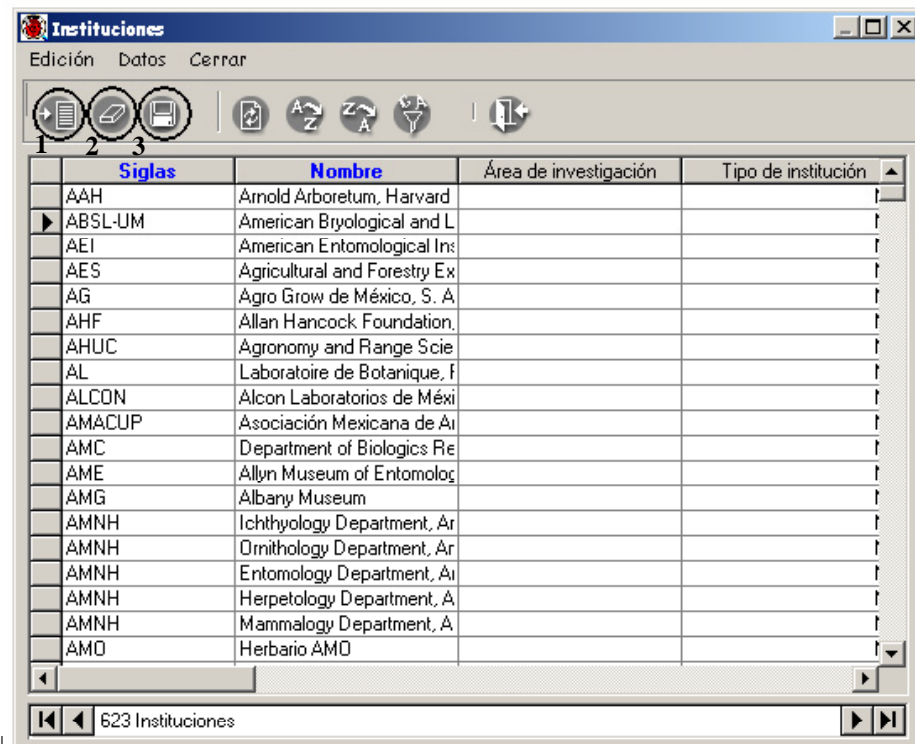 Instituciones
Edición Datos Cerrar
A Z Z A
1 2 3
Siglas Nombre Área de investigación Tipo de institución
AAH Arnold Arboretum, Harvard
ABSL-UM American Bryological and L
AEI American Entomological Ins
AES Agricultural and Forestry Ex
AG Agro Grow de México, S. A
AHF Allan Hancock Foundation,
AHUC Agronomy and Range Scie
AL Laboratoire de Botanique, F
ALCON Alcon Laboratorios de Méxi
AMACUP Asociación Mexicana de Ar
AMC Department of Biologics Re
AME Allyn Museum of Entomolog
AMG Albany Museum
AMNH Ichthyology Department, Ar
AMNH Ornithology Department, Ar
AMNH Entomology Department, Ar
AMNH Herpetology Department, A
AMNH Mammalogy Department, A
AMO Herbario AMO
623 Instituciones